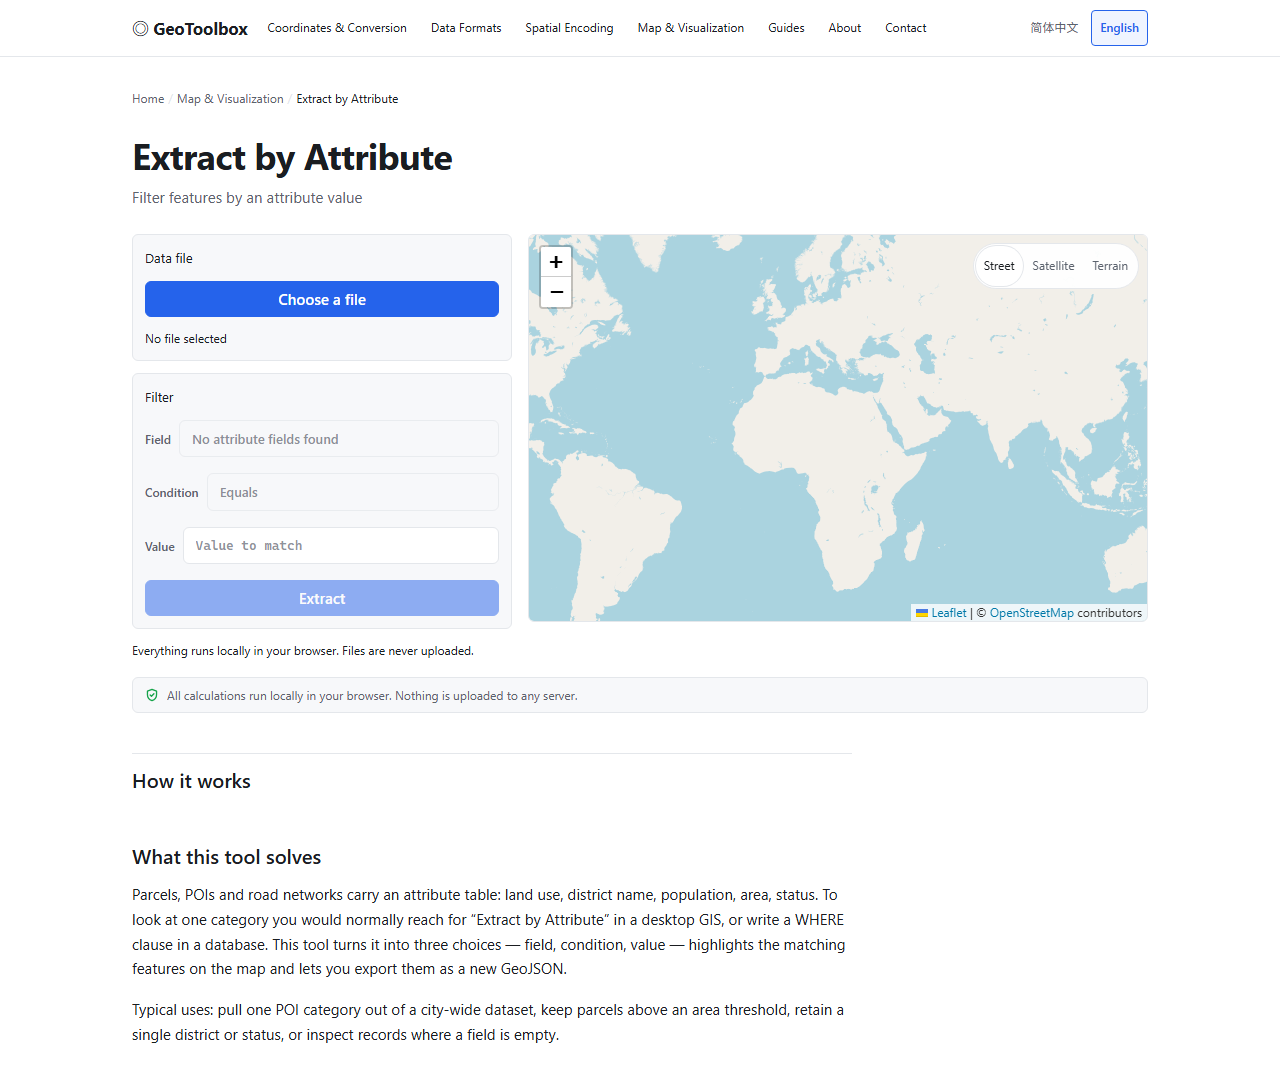 GeoToolbox
Coordinates & Conversion
Data Formats
Spatial Encoding
Map & Visualization
Guides
About
Contact
简体中文
English
Home / Map & Visualization / Extract by Attribute
Extract by Attribute
Filter features by an attribute value
Data file
Choose a file
No file selected
Filter
Field
No attribute fields found
Condition
Equals
Value
Value to match
Extract
+
−
Street
Satellite
Terrain
Leaflet | © OpenStreetMap contributors
Everything runs locally in your browser. Files are never uploaded.
All calculations run locally in your browser. Nothing is uploaded to any server.
How it works
What this tool solves
Parcels, POIs and road networks carry an attribute table: land use, district name, population, area, status. To
look at one category you would normally reach for “Extract by Attribute” in a desktop GIS, or write a WHERE
clause in a database. This tool turns it into three choices — field, condition, value — highlights the matching
features on the map and lets you export them as a new GeoJSON.
Typical uses: pull one POI category out of a city-wide dataset, keep parcels above an area threshold, retain a
single district or status, or inspect records where a field is empty.